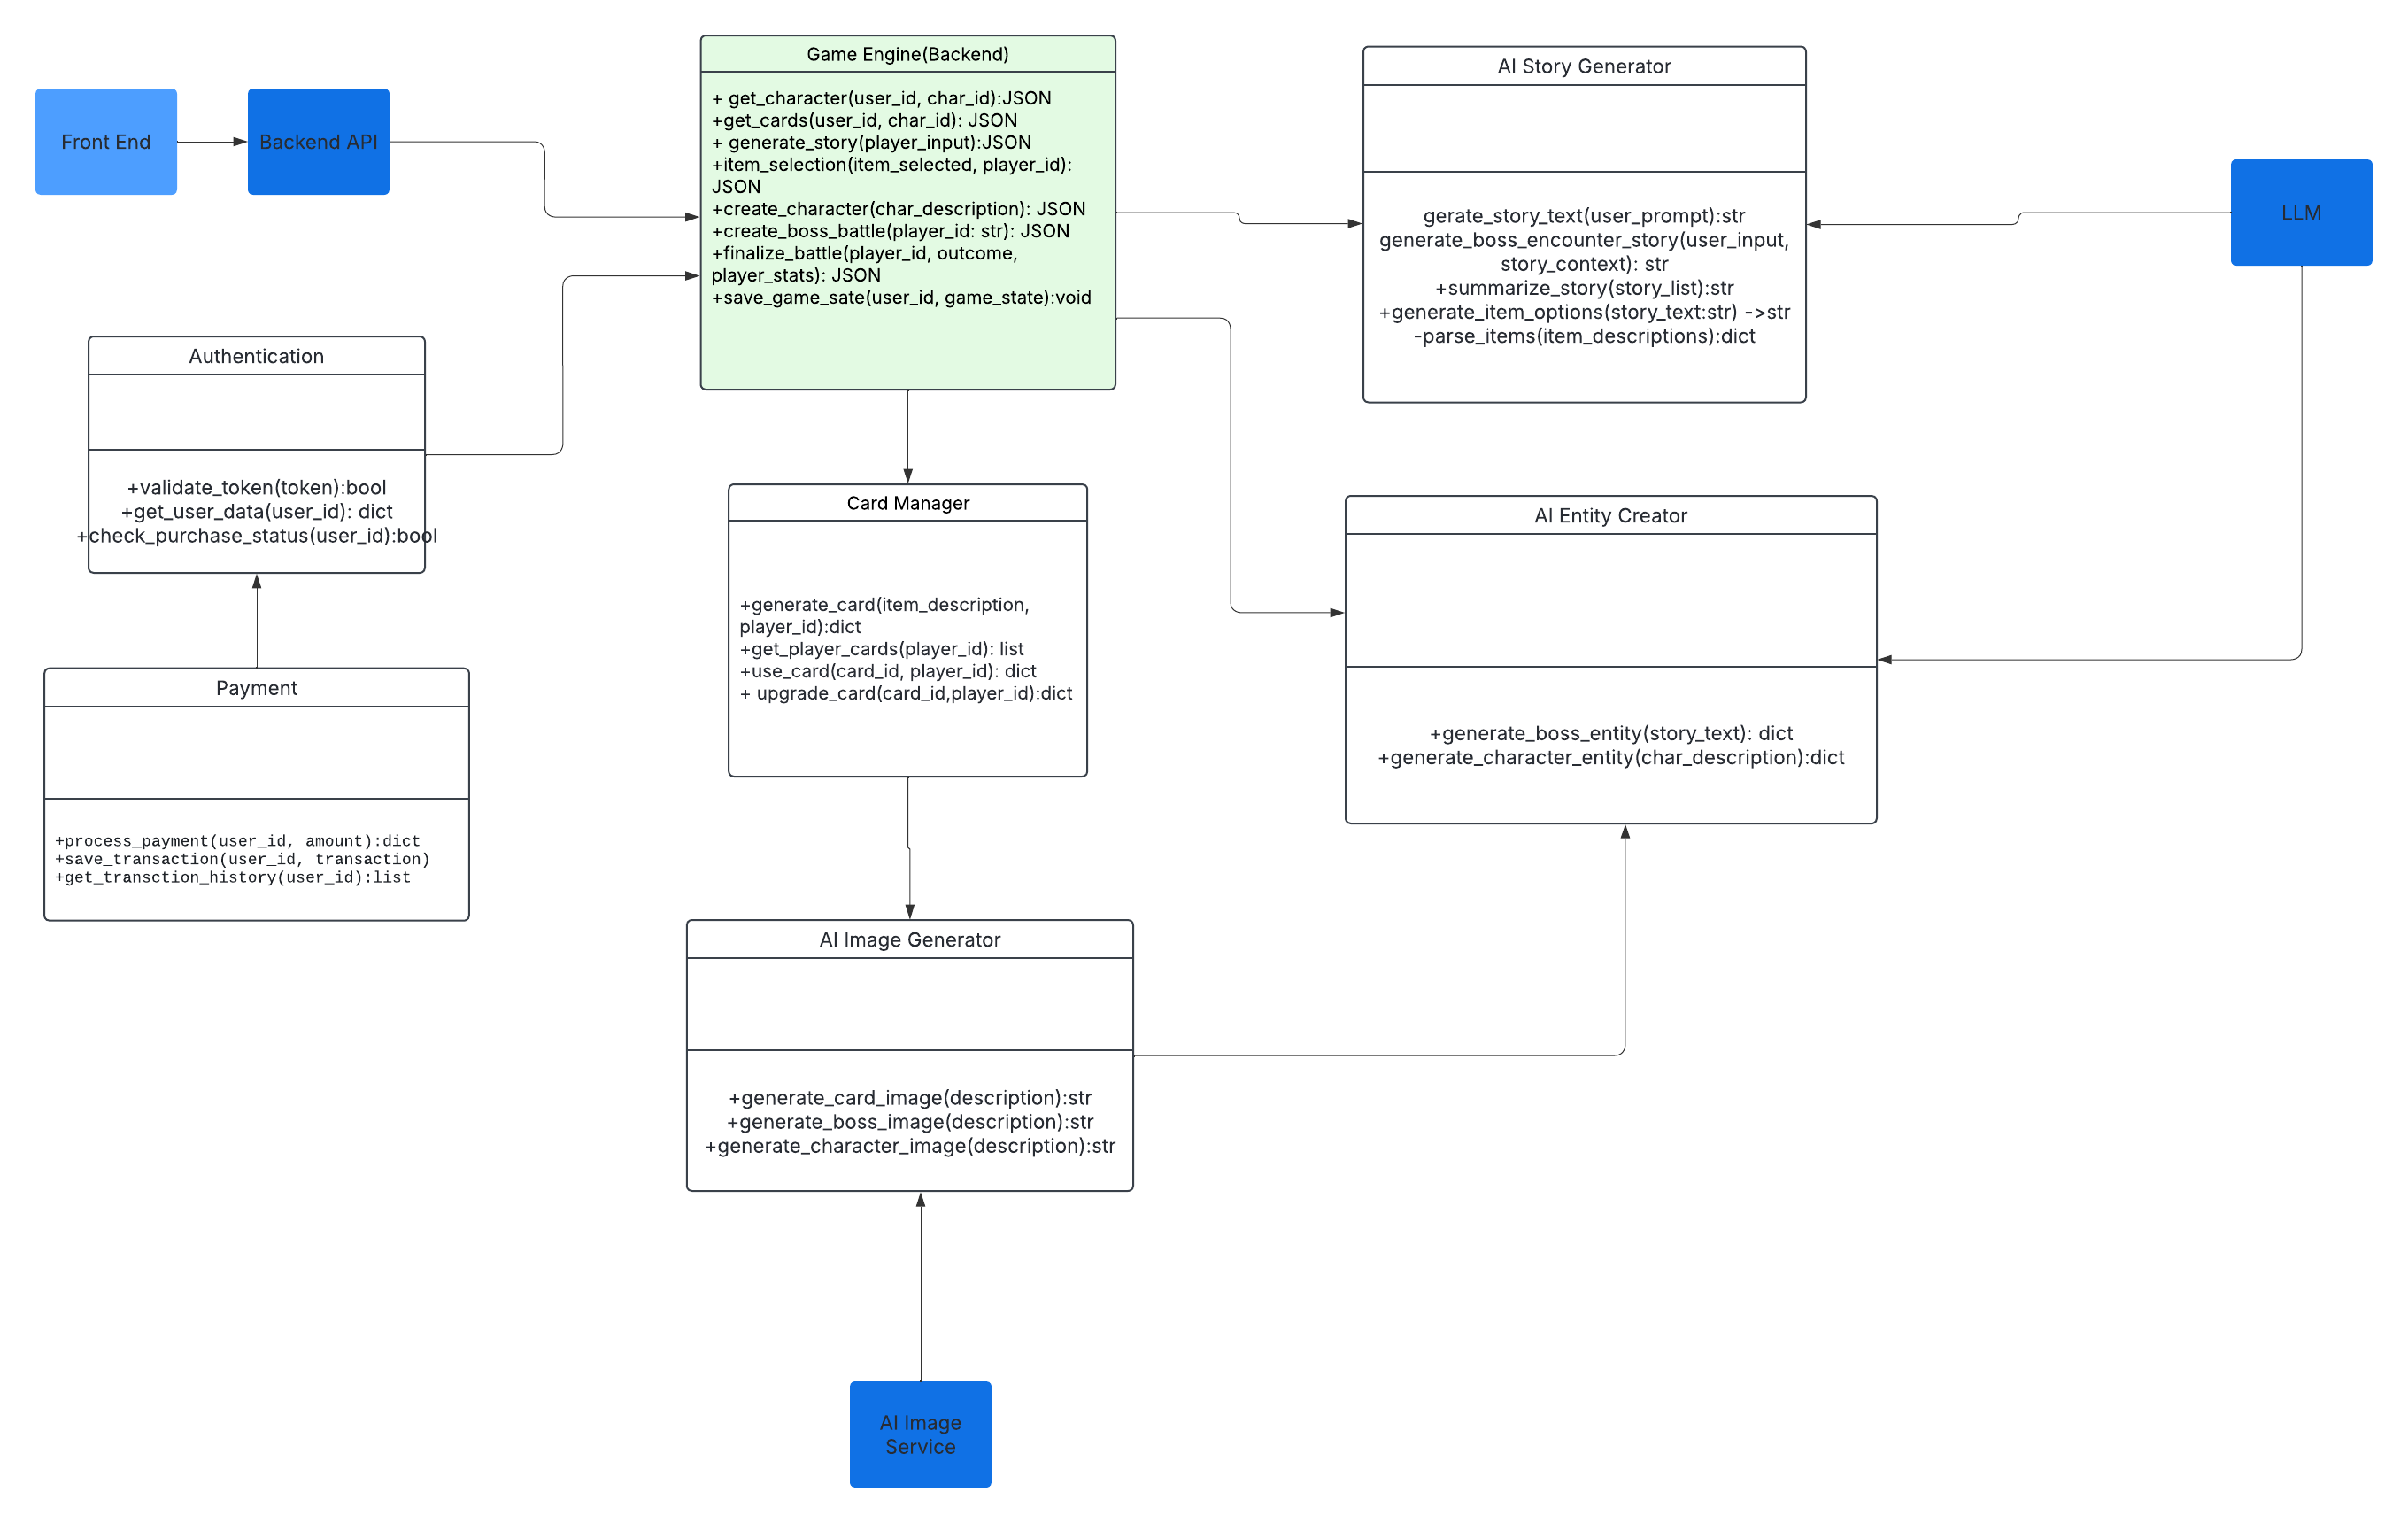 Front End
Backend API
Game Engine(Backend)
+ get_character(user_id, char_id):JSON
+get_cards(user_id, char_id): JSON
+ generate_story(player_input):JSON
+item_selection(item_selected, player_id):
JSON
+create_character(char_description): JSON
+create_boss_battle(player_id: str): JSON
+finalize_battle(player_id, outcome,
player_stats): JSON
+save_game_sate(user_id, game_state):void
AI Story Generator
gerate_story_text(user_prompt):str
generate_boss_encounter_story(user_input,
story_context): str
+summarize_story(story_list):str
+generate_item_options(story_text:str) ->str
-parse_items(item_descriptions):dict
LLM
Authentication
+validate_token(token):bool
+get_user_data(user_id): dict
+check_purchase_status(user_id):bool
Card Manager
+generate_card(item_description,
player_id):dict
+get_player_cards(player_id): list
+use_card(card_id, player_id): dict
+ upgrade_card(card_id,player_id):dict
AI Entity Creator
+generate_boss_entity(story_text): dict
+generate_character_entity(char_description):dict
Payment
+process_payment(user_id, amount):dict
+save_transaction(user_id, transaction)
+get_transction_history(user_id):list
AI Image Generator
+generate_card_image(description):str
+generate_boss_image(description):str
+generate_character_image(description):str
AI Image
Service